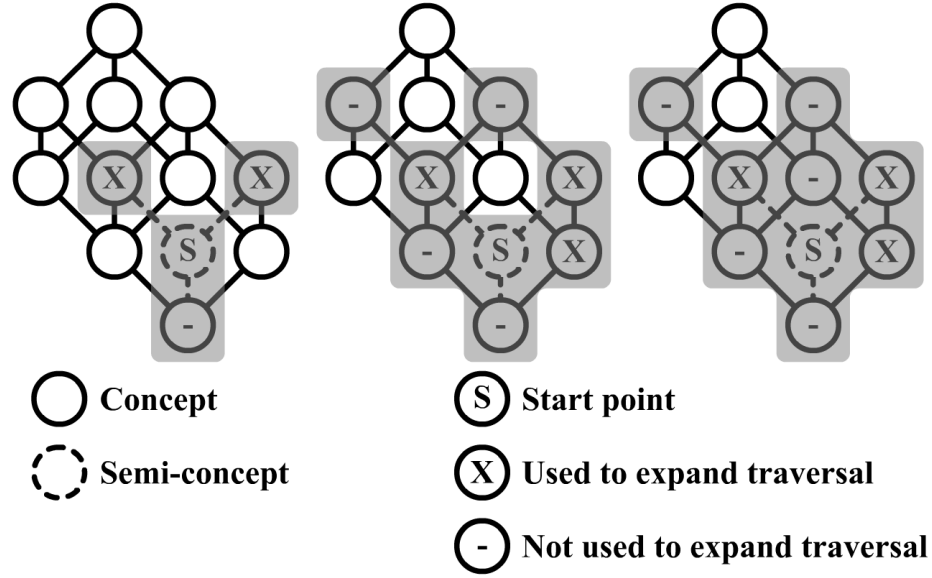 - - -
X X X X - X
S - S X - S X
- - -
Concept
S Start point
Semi-concept
X Used to expand traversal
- Not used to expand traversal